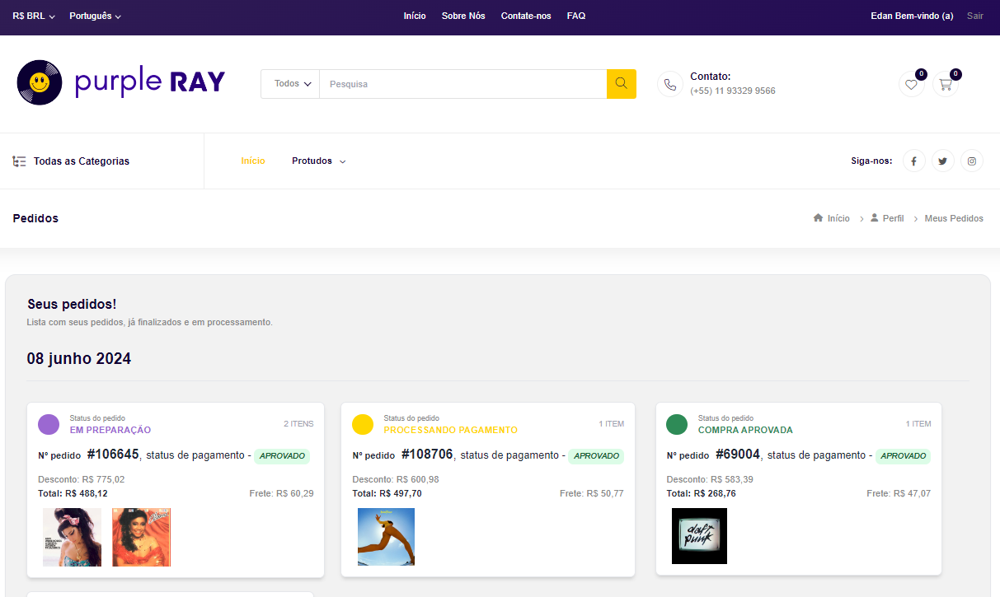 R$ BRL Português Início Sobre Nós Contate-nos FAQ Edan Bem-vindo (a) Sair
purple RAY
Todos Pesquisa
Contato:
(+55) 11 93329 9566
0 0
Todas as Categorias Início Protudos Siga-nos:
Pedidos Início Perfil Meus Pedidos
Seus pedidos!
Lista com seus pedidos, já finalizados e em processamento.
08 junho 2024
Status do pedido
EM PREPARAÇÃO 2 ITENS
Nº pedido #106645, status de pagamento - APROVADO
Desconto: R$ 775,02
Total: R$ 488,12 Frete: R$ 60,29
Status do pedido
PROCESSANDO PAGAMENTO 1 ITEM
Nº pedido #108706, status de pagamento - APROVADO
Desconto: R$ 600,98
Total: R$ 497,70 Frete: R$ 50,77
Status do pedido
COMPRA APROVADA 1 ITEM
Nº pedido #69004, status de pagamento - APROVADO
Desconto: R$ 583,39
Total: R$ 268,76 Frete: R$ 47,07
daft
punk